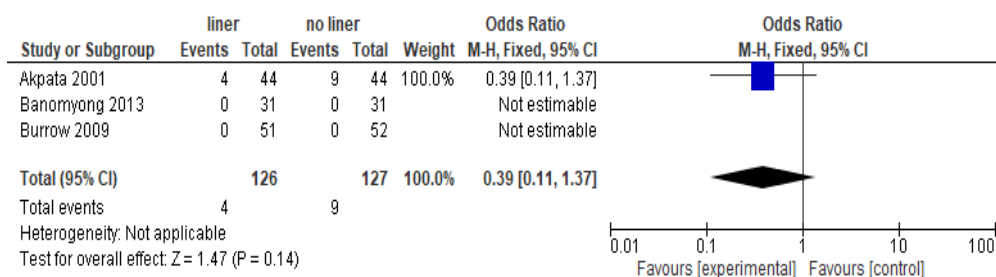 liner no liner Odds Ratio Odds Ratio
Study or Subgroup Events Total Events Total Weight M-H, Fixed, 95% CI M-H, Fixed, 95% CI
Akpata 2001 4 44 9 44 100.0% 0.39 [0.11, 1.37]
Banomyong 2013 0 31 0 31 Not estimable
Burrow 2009 0 51 0 52 Not estimable
Total (95% CI) 126 127 100.0% 0.39 [0.11, 1.37]
Total events 4 9
Heterogeneity: Not applicable
Test for overall effect: Z = 1.47 (P = 0.14)
0.01 0.1 1 10 100
Favours [experimental] Favours [control]